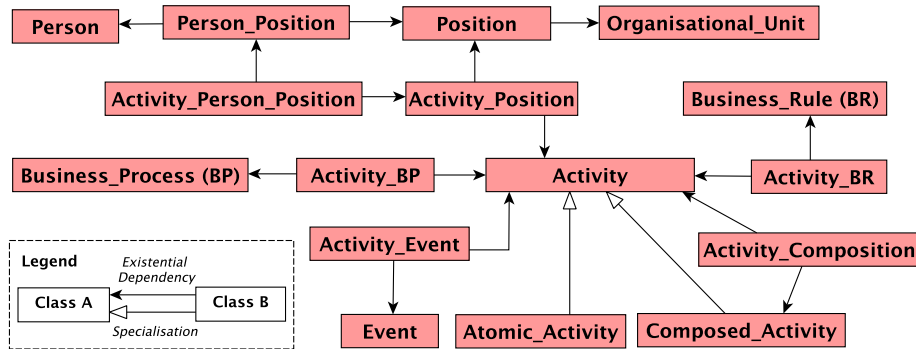 Person
Person_Position
Position
Organisational_Unit
Activity_Person_Position
Activity_Position
Business_Rule (BR)
Business_Process (BP)
Activity_BP
Activity
Activity_BR
Activity_Event
Activity_Composition
Event
Atomic_Activity
Composed_Activity
Legend
Existential
Dependency
Class A
Class B
Specialisation